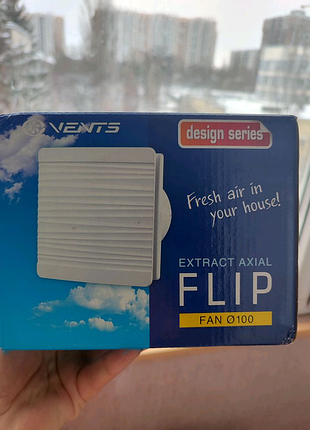 VENTS
design series
Fresh air in
your house!
EXTRACT AXIAL
FLIP
FAN Ø100